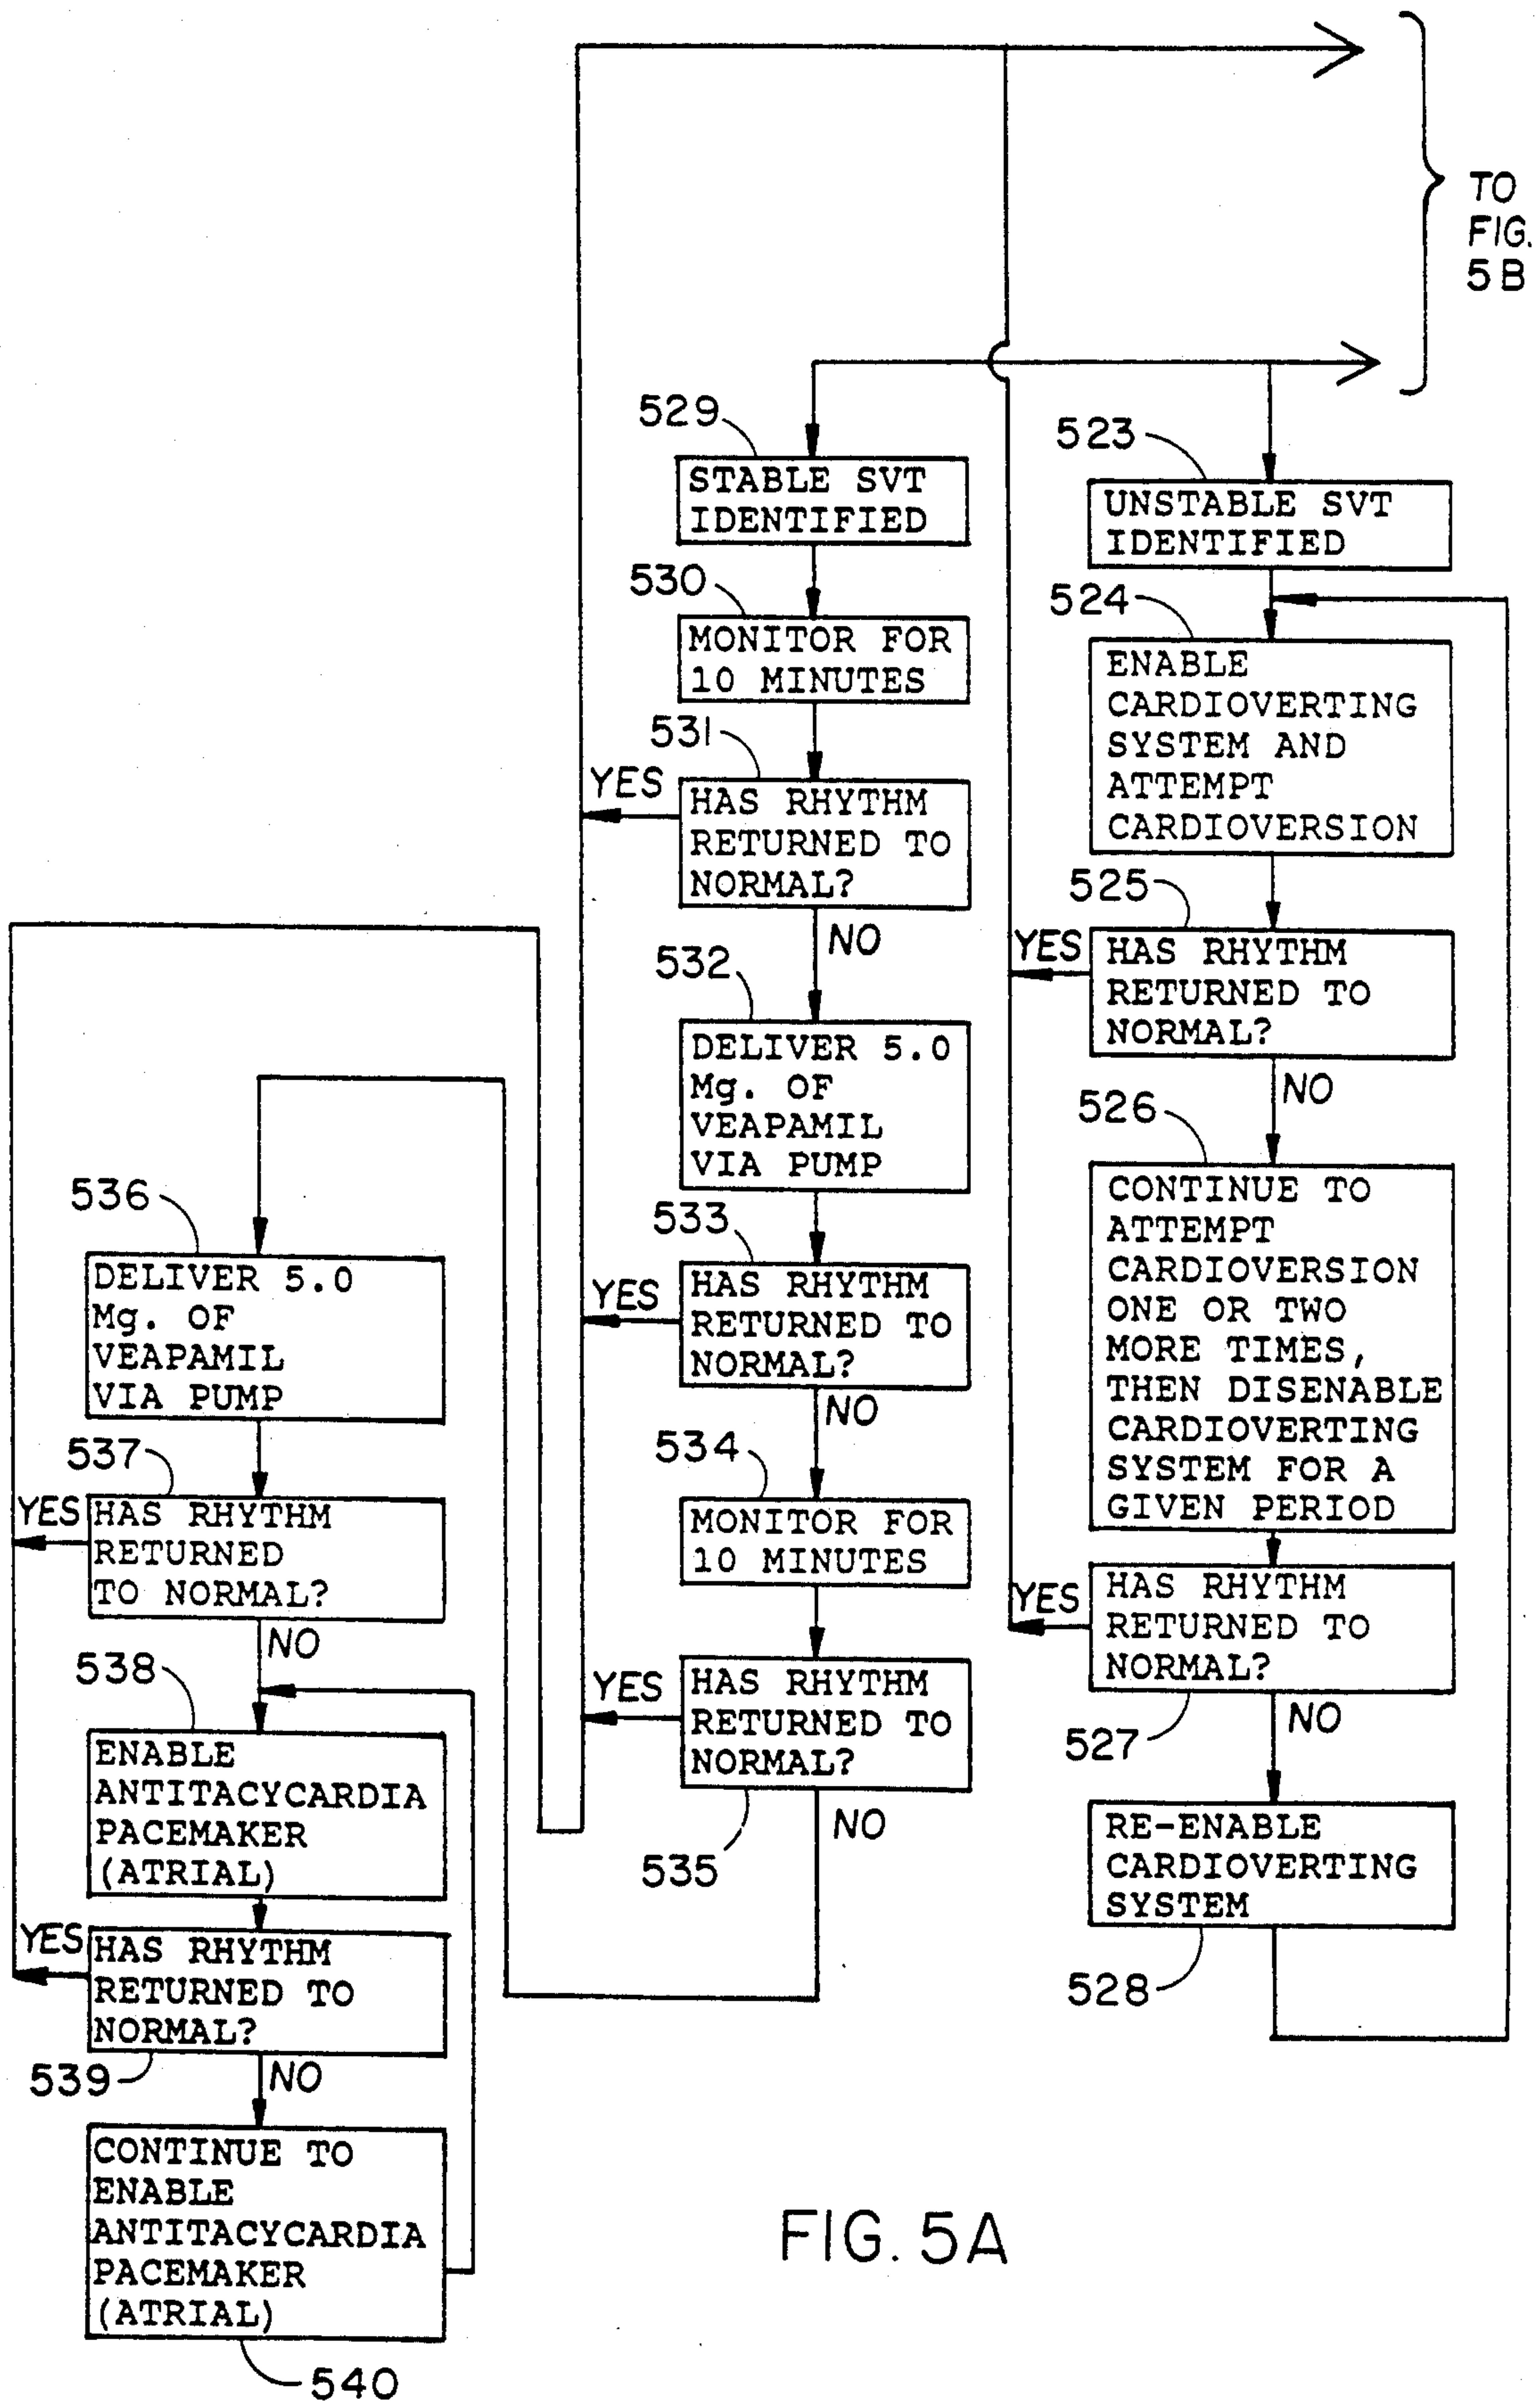 TO
FIG.
5B
529
STABLE SVT
IDENTIFIED
530
MONITOR FOR
10 MINUTES
531
HAS RHYTHM
RETURNED TO
NORMAL?
YES
NO
532
DELIVER 5.0
Mg. OF
VEAPAMIL
VIA PUMP
533
HAS RHYTHM
RETURNED TO
NORMAL?
YES
NO
534
MONITOR FOR
10 MINUTES
HAS RHYTHM
RETURNED TO
NORMAL?
YES
NO
535
523
UNSTABLE SVT
IDENTIFIED
524
ENABLE
CARDIOVERTING
SYSTEM AND
ATTEMPT
CARDIOVERSION
525
HAS RHYTHM
RETURNED TO
NORMAL?
YES
NO
526
CONTINUE TO
ATTEMPT
CARDIOVERSION
ONE OR TWO
MORE TIMES,
THEN DISENABLE
CARDIOVERTING
SYSTEM FOR A
GIVEN PERIOD
HAS RHYTHM
RETURNED TO
NORMAL?
YES
NO
527
RE-ENABLE
CARDIOVERTING
SYSTEM
528
536
DELIVER 5.0
Mg. OF
VEAPAMIL
VIA PUMP
537
HAS RHYTHM
RETURNED
TO NORMAL?
YES
NO
538
ENABLE
ANTITACYCARDIA
PACEMAKER
(ATRIAL)
HAS RHYTHM
RETURNED TO
NORMAL?
YES
NO
539
CONTINUE TO
ENABLE
ANTITACYCARDIA
PACEMAKER
(ATRIAL)
540
FIG. 5A